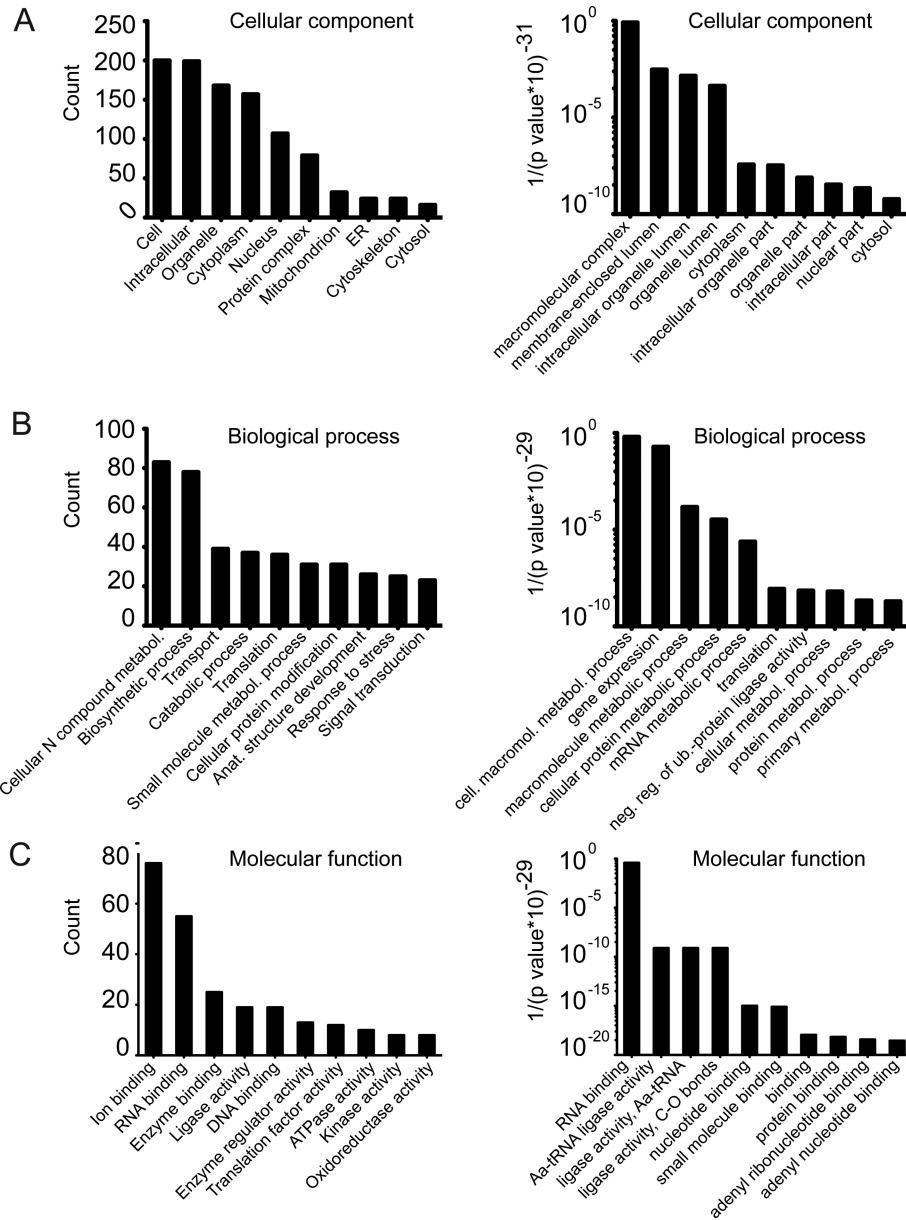 A
Cellular component
Count
250
200
150
100
50
0
Cell
Intracellular
Organelle
Cytoplasm
Nucleus
Protein complex
Mitochondrion
ER
Cytoskeleton
Cytosol
Cellular component
1/(p value*10)^-31
10^0
10^-5
10^-10
macromolecular complex
membrane-enclosed lumen
intracellular organelle lumen
organelle lumen
cytoplasm
intracellular organelle part
organelle part
intracellular part
nuclear part
cytosol
B
Biological process
Count
100
80
60
40
20
0
Cellular N compound metabol.
Biosynthetic process
Transport
Catabolic process
Translation
Small molecule metabol. process
Cellular protein modification
Anat. structure development
Response to stress
Signal transduction
Biological process
1/(p value*10)^-29
10^0
10^-5
10^-10
cell. macromol. metabol. process
gene expression
macromolecule metabolic process
cellular protein metabolic process
mRNA metabolic process
translation
neg. reg. of ub.-protein ligase activity
cellular metabol. process
protein metabol. process
primary metabol. process
C
Molecular function
Count
80
60
40
20
0
Ion binding
RNA binding
Enzyme binding
Ligase activity
DNA binding
Enzyme regulator activity
Translation factor activity
ATPase activity
Kinase activity
Oxidoreductase activity
Molecular function
1/(p value*10)^-29
10^0
10^-5
10^-10
10^-15
10^-20
RNA binding
Aa-tRNA ligase activity
ligase activity, Aa-tRNA
ligase activity, C-O bonds
nucleotide binding
small molecule binding
binding
protein binding
adenyl ribonucleotide binding
adenyl nucleotide binding